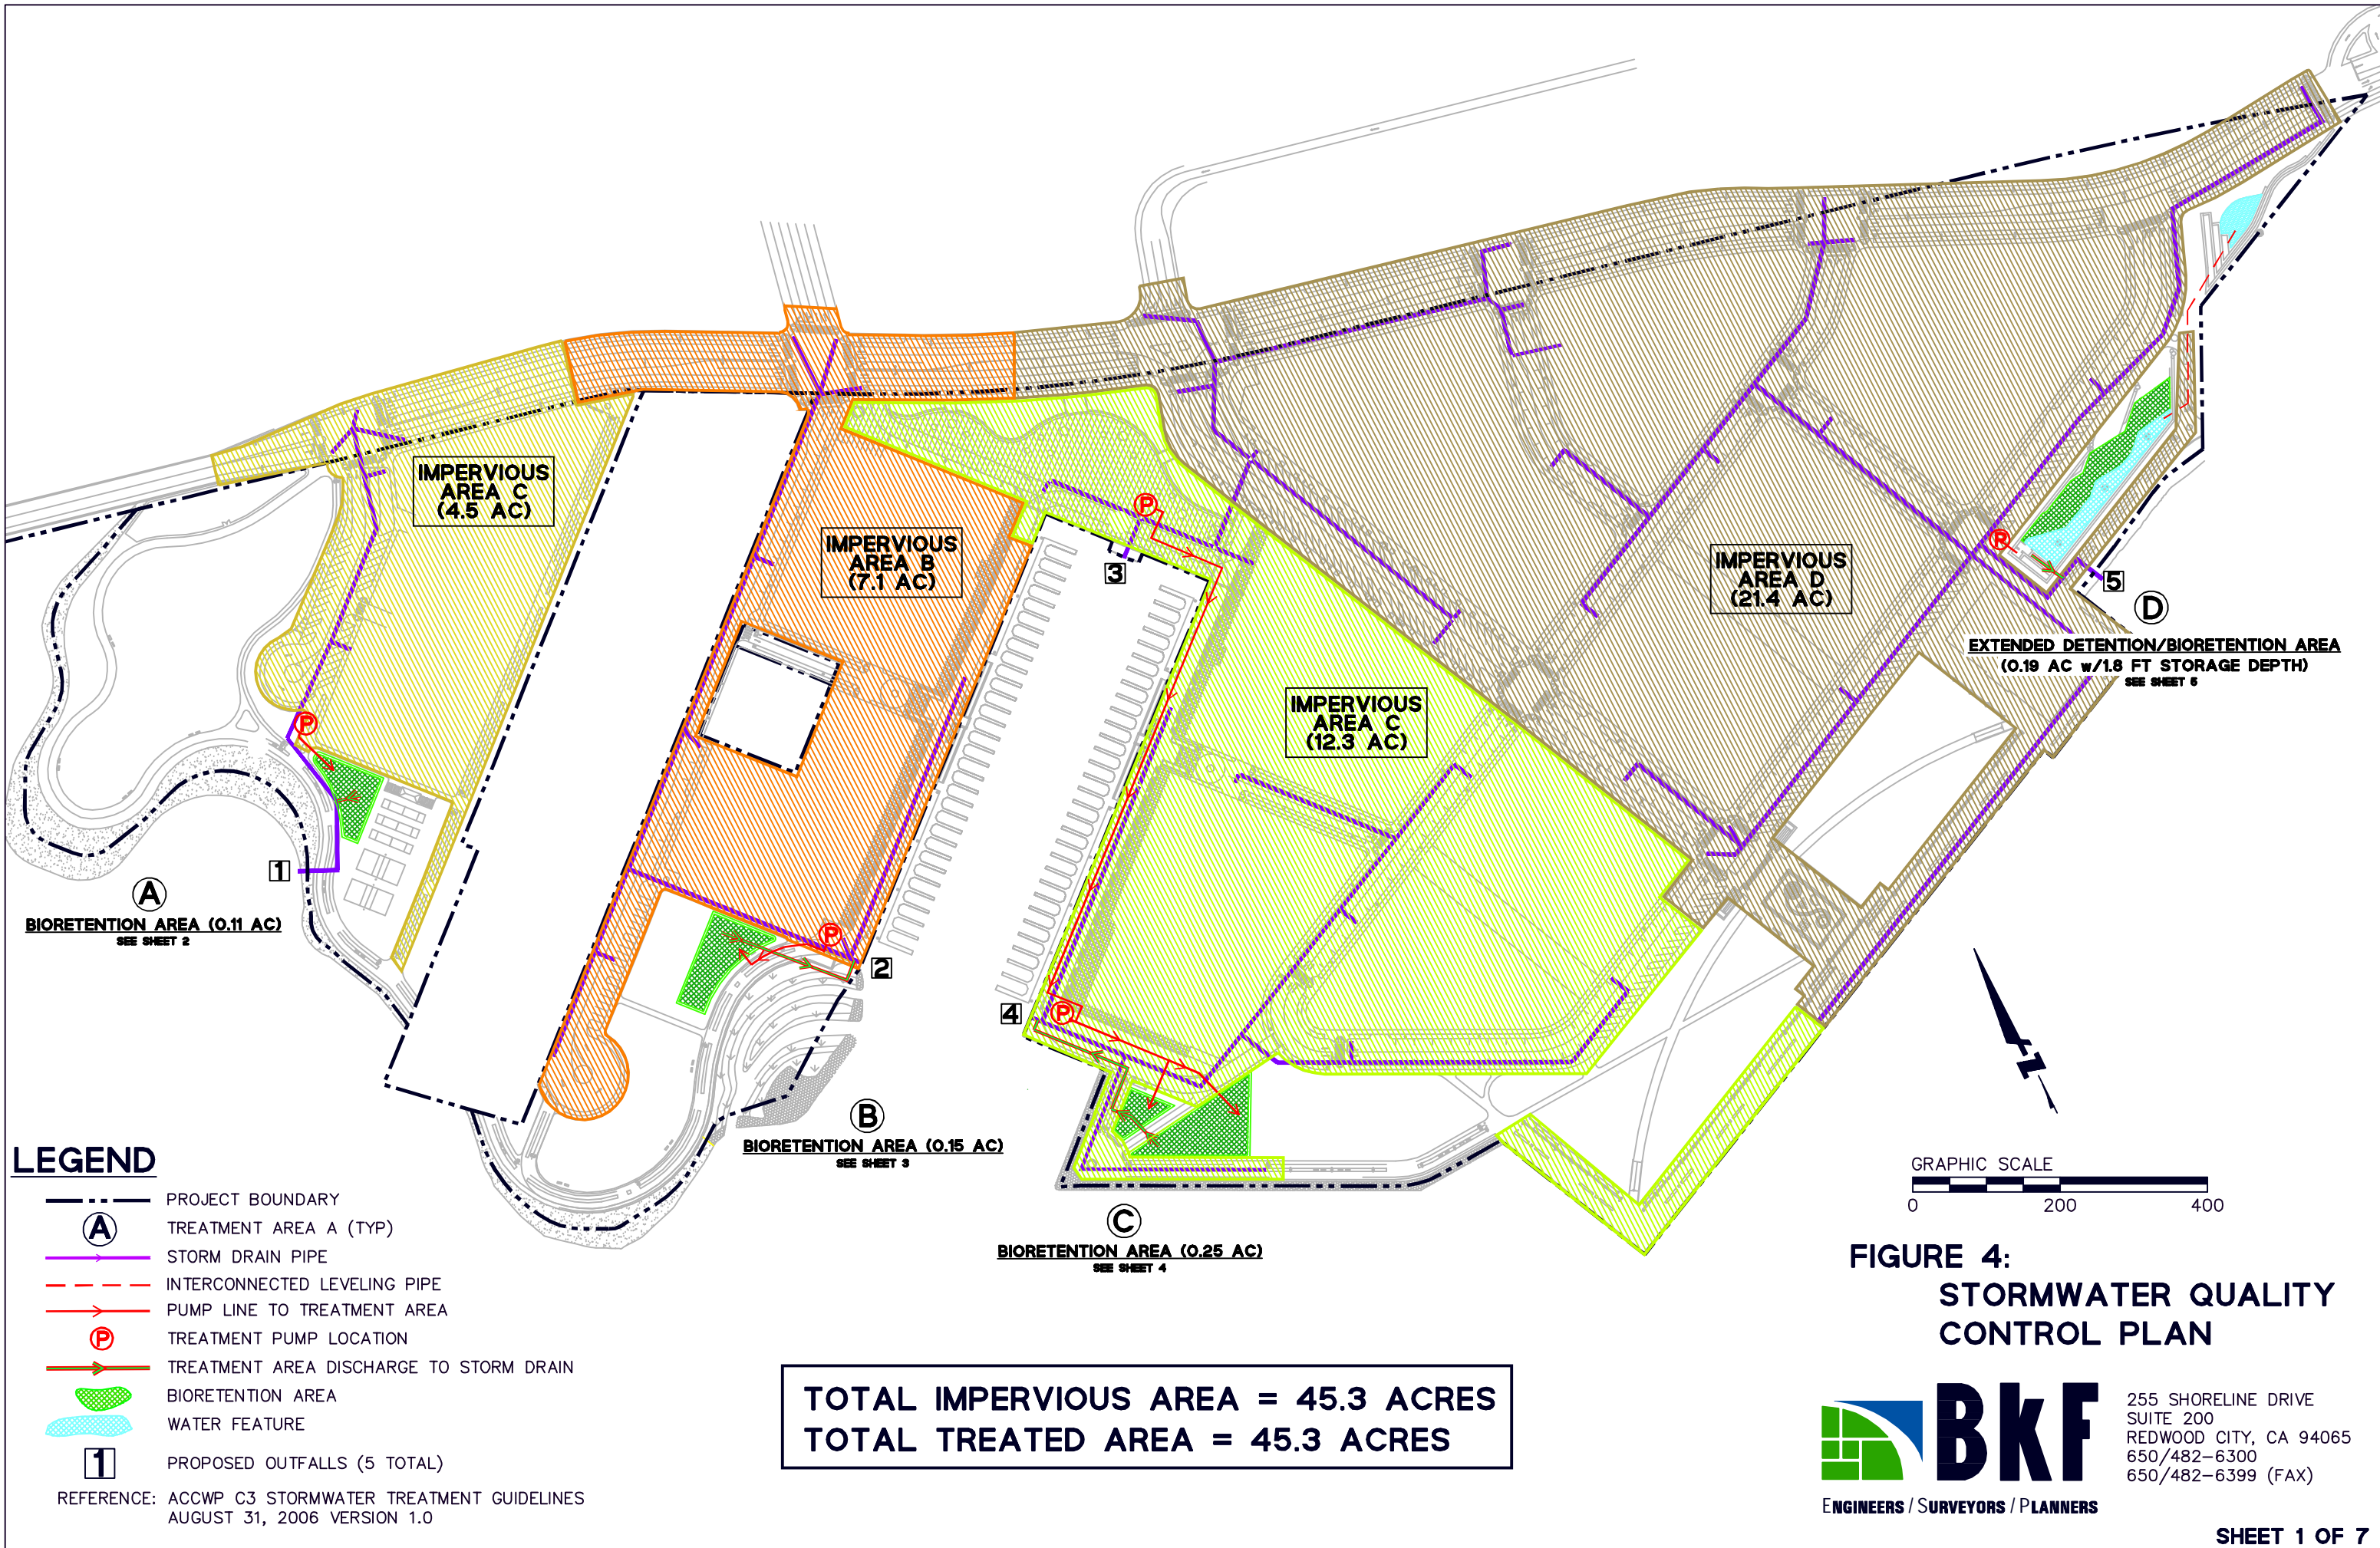 IMPERVIOUS
AREA C
(4.5 AC)
IMPERVIOUS
AREA B
(7.1 AC)
IMPERVIOUS
AREA C
(12.3 AC)
IMPERVIOUS
AREA D
(21.4 AC)
P
P
P
P
R
1
2
3
4
5
A
BIORETENTION AREA (0.11 AC)
SEE SHEET 2
B
BIORETENTION AREA (0.15 AC)
SEE SHEET 3
C
BIORETENTION AREA (0.25 AC)
SEE SHEET 4
D
EXTENDED DETENTION/BIORETENTION AREA
(0.19 AC w/1.8 FT STORAGE DEPTH)
SEE SHEET 5
LEGEND
PROJECT BOUNDARY
A TREATMENT AREA A (TYP)
STORM DRAIN PIPE
INTERCONNECTED LEVELING PIPE
PUMP LINE TO TREATMENT AREA
P TREATMENT PUMP LOCATION
TREATMENT AREA DISCHARGE TO STORM DRAIN
BIORETENTION AREA
WATER FEATURE
1 PROPOSED OUTFALLS (5 TOTAL)
REFERENCE: ACCWP C3 STORMWATER TREATMENT GUIDELINES
AUGUST 31, 2006 VERSION 1.0
TOTAL IMPERVIOUS AREA = 45.3 ACRES
TOTAL TREATED AREA = 45.3 ACRES
Z
GRAPHIC SCALE
0 200 400
FIGURE 4:
STORMWATER QUALITY
CONTROL PLAN
BKF
ENGINEERS / SURVEYORS / PLANNERS
255 SHORELINE DRIVE
SUITE 200
REDWOOD CITY, CA 94065
650/482-6300
650/482-6399 (FAX)
SHEET 1 OF 7